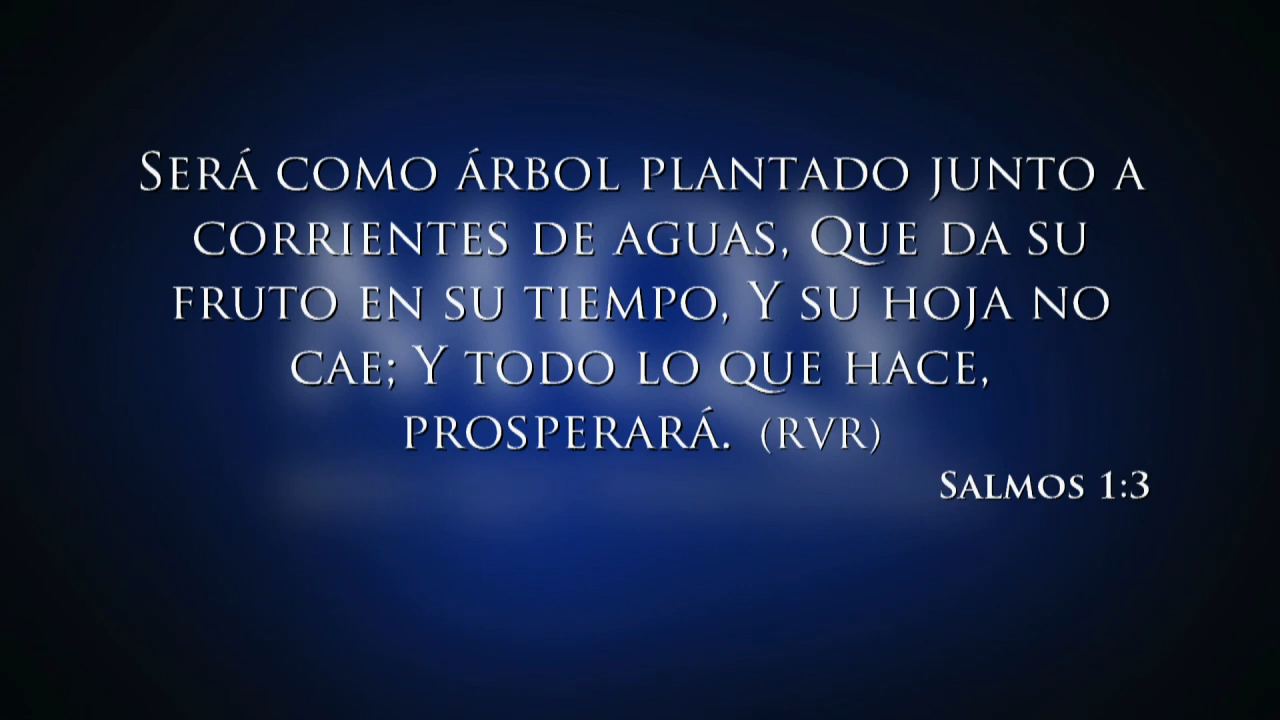 Será como árbol plantado junto a
corrientes de aguas, Que da su
fruto en su tiempo, Y su hoja no
cae; Y todo lo que hace,
prosperará. (RVR)
Salmos 1:3